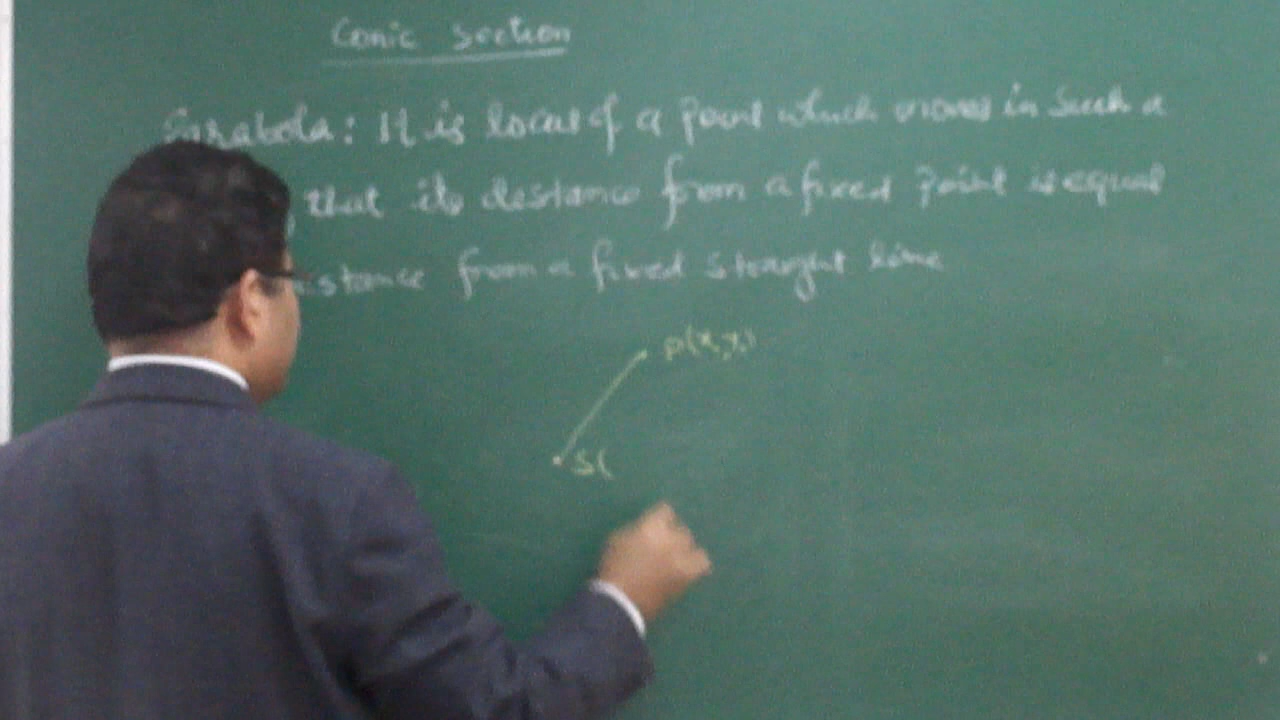 Conic Section
Parabola: It is locus of a point which moves in such a
that its distance from a fixed point is equal
istance from a fixed straight line
P(x, y)
S(